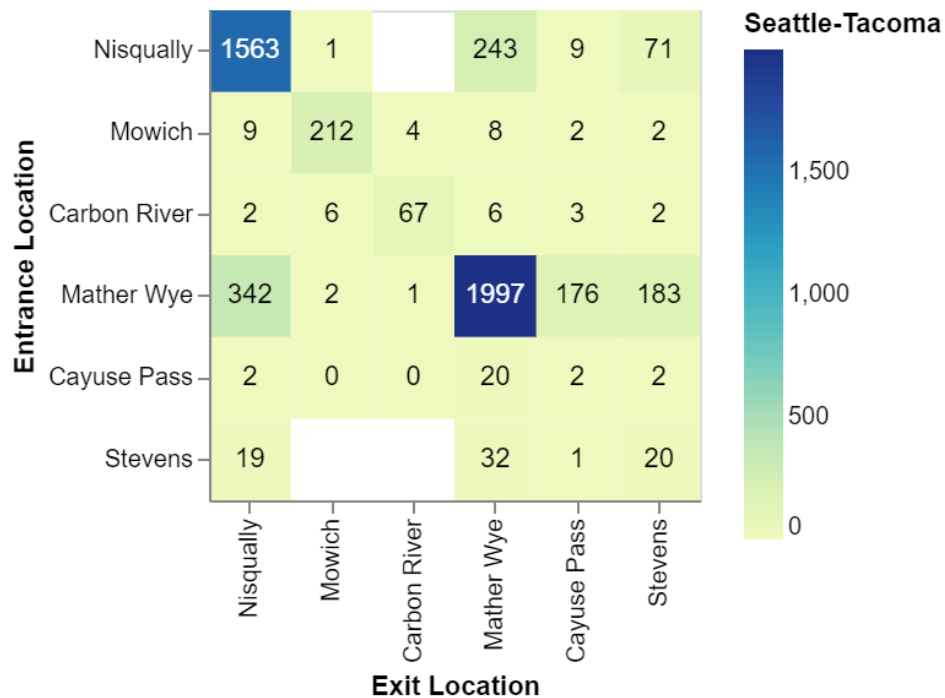 Seattle-Tacoma
Nisqually 1563 1 243 9 71
Mowich 9 212 4 8 2 2
Carbon River 2 6 67 6 3 2
Mather Wye 342 2 1 1997 176 183
Cayuse Pass 2 0 0 20 2 2
Stevens 19 32 1 20
Entrance Location
1,500
1,000
500
0
Nisqually
Mowich
Carbon River
Mather Wye
Cayuse Pass
Stevens
Exit Location